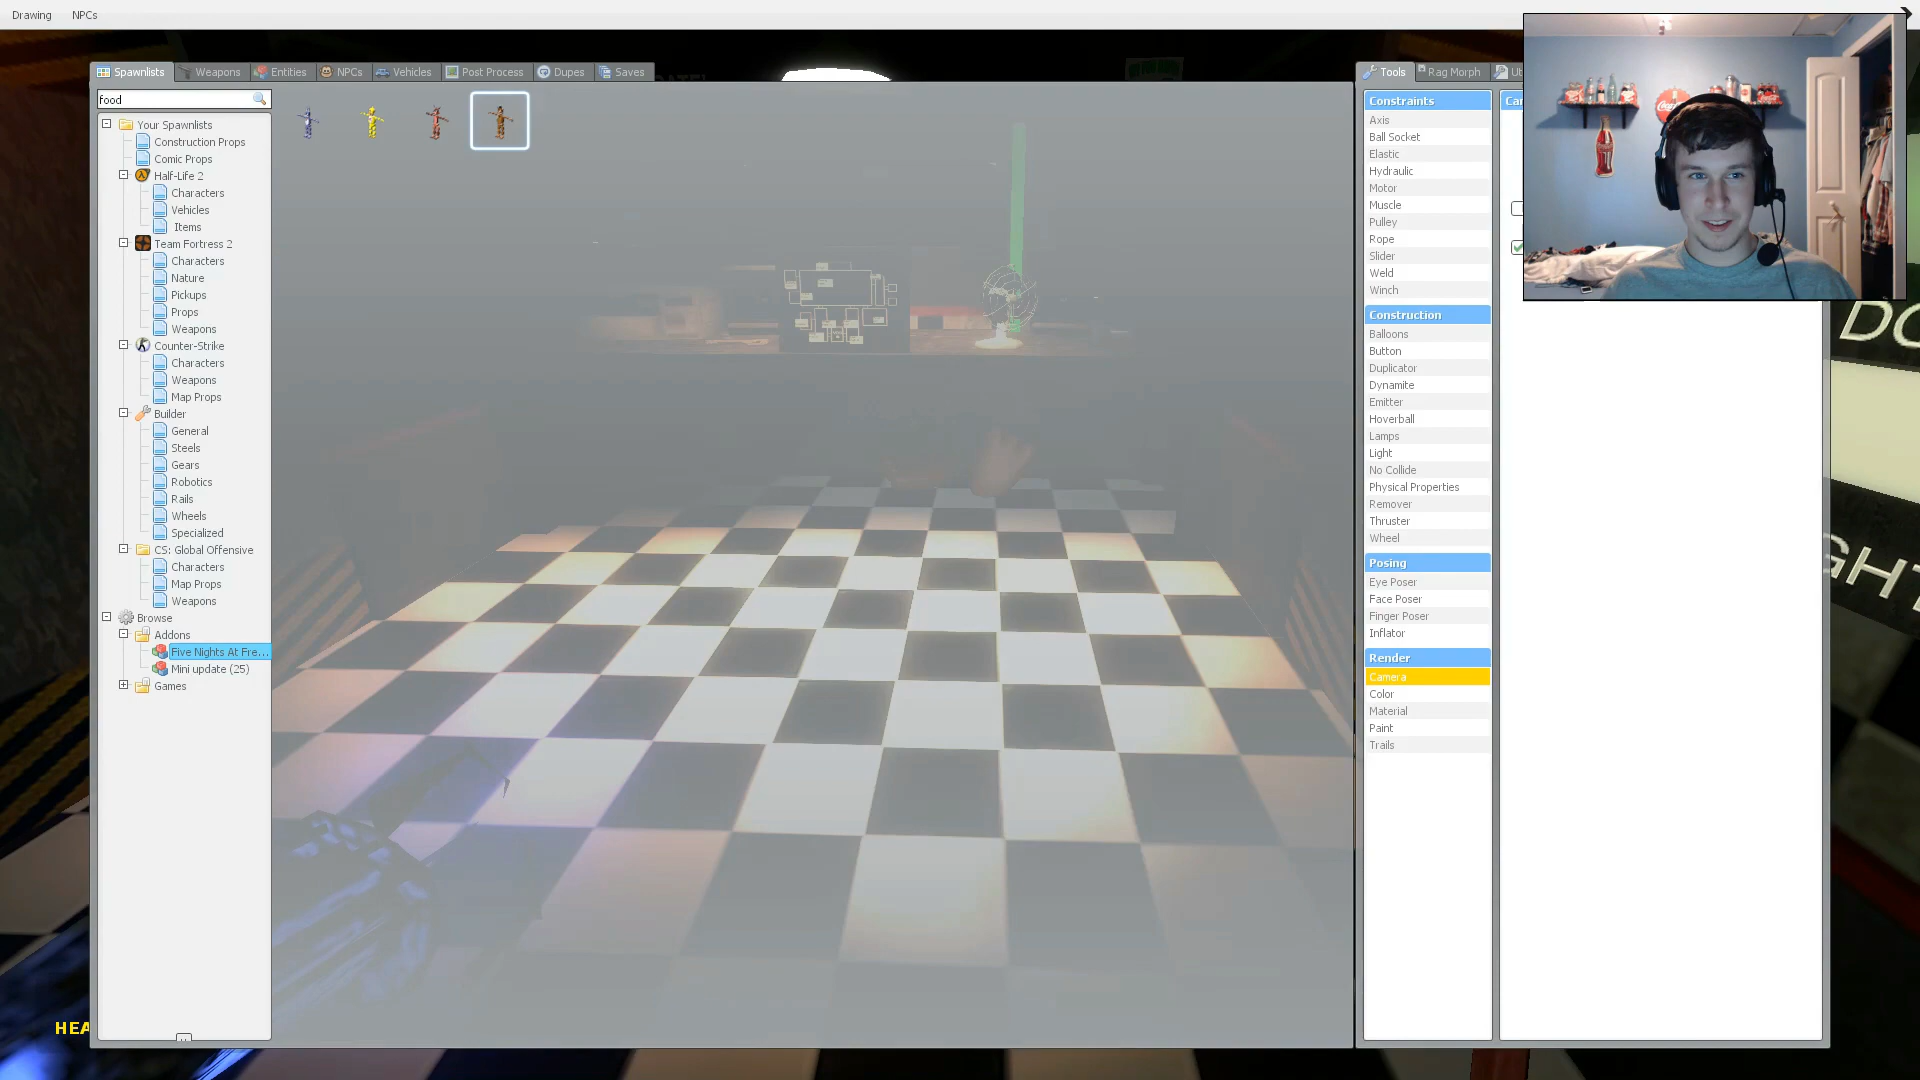 Drawing NPCs
Spawnlists Weapons Entities NPCs Vehicles Post Process Dupes Saves
food
Your Spawnlists
Construction Props
Comic Props
Half-Life 2
Characters
Vehicles
Items
Team Fortress 2
Characters
Nature
Pickups
Props
Weapons
Counter-Strike
Characters
Weapons
Map Props
Builder
General
Steels
Gears
Robotics
Rails
Wheels
Specialized
CS: Global Offensive
Characters
Map Props
Weapons
Browse
Addons
Five Nights At Fre...
Mini update (25)
Games
HEA
Tools Rag Morph Ut
Constraints
Axis
Ball Socket
Elastic
Hydraulic
Motor
Muscle
Pulley
Rope
Slider
Weld
Winch
Construction
Balloons
Button
Duplicator
Dynamite
Emitter
Hoverball
Lamps
Light
No Collide
Physical Properties
Remover
Thruster
Wheel
Posing
Eye Poser
Face Poser
Finger Poser
Inflator
Render
Camera
Color
Material
Paint
Trails
Can
DO
GHT